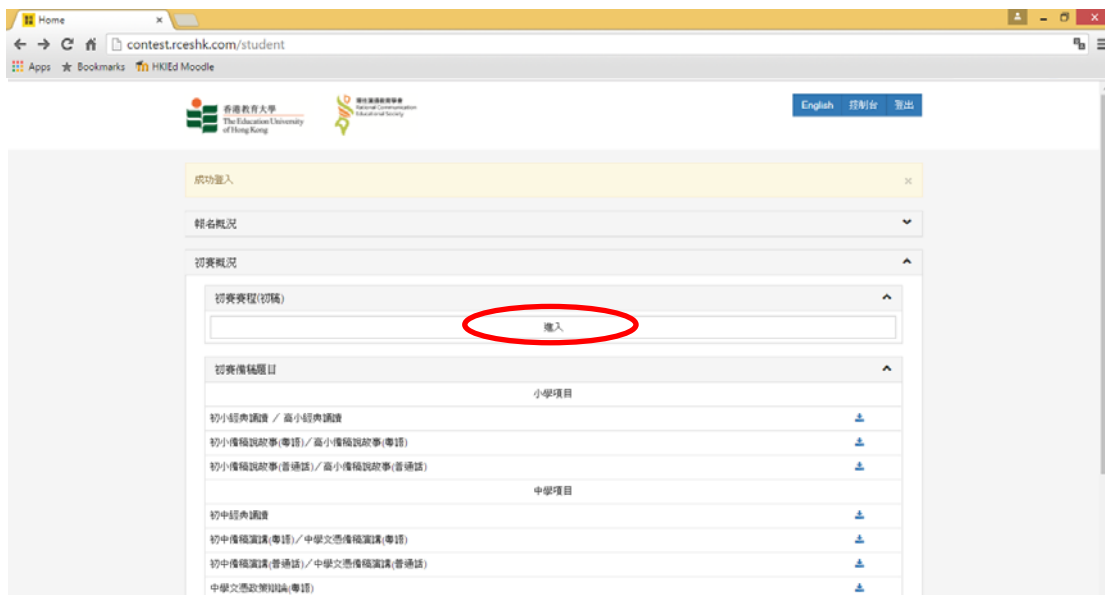 Home
contest.rceshk.com/student
Apps Bookmarks HKIEd Moodle
香港教育大學
The Education University
of Hong Kong
National Communication
Educational Society
English 控制台 登出
成功登入
報名概況
初賽概況
初賽賽程(初稿)
進入
初賽備稿題目
小學項目
初小經典誦讀 / 高小經典誦讀
初小備稿說故事(粵語)/高小備稿說故事(粵語)
初小備稿說故事(普通話)/高小備稿說故事(普通話)
中學項目
初中經典誦讀
初中備稿演講(粵語)/中學文憑備稿演講(粵語)
初中備稿演講(普通話)/中學文憑備稿演講(普通話)
中學文憑政策辯論(粵語)